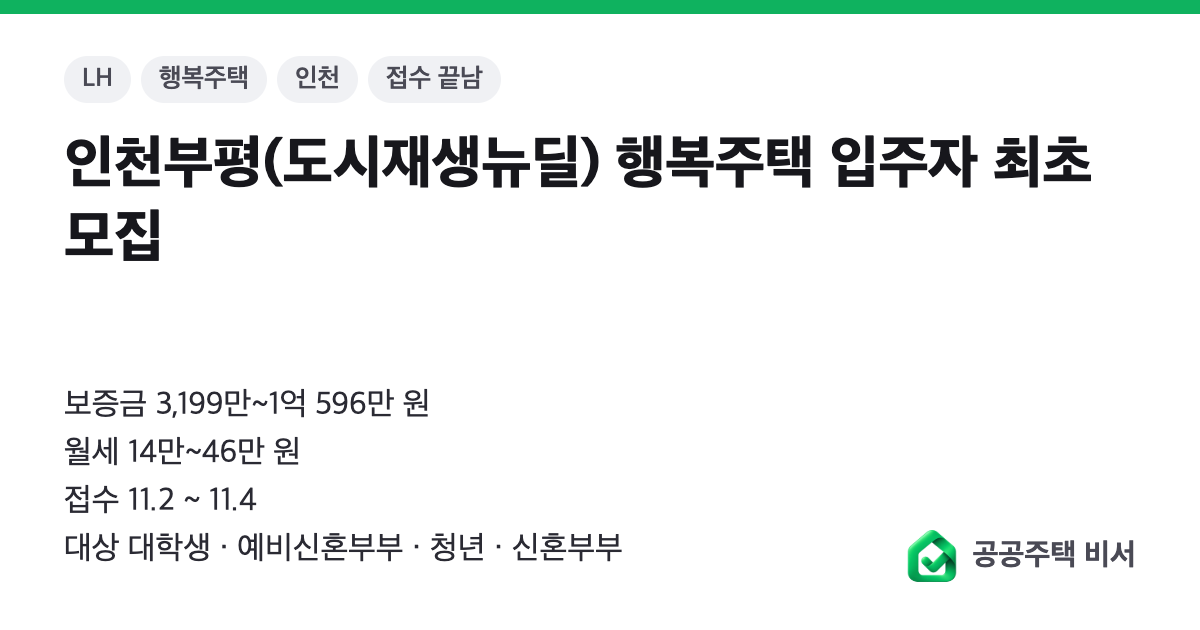 LH 행복주택 인천 접수 끝남
인천부평(도시재생뉴딜) 행복주택 입주자 최초
모집
보증금 3,199만~1억 596만 원
월세 14만~46만 원
접수 11.2 ~ 11.4
대상 대학생 · 예비신혼부부 · 청년 · 신혼부부
공공주택 비서